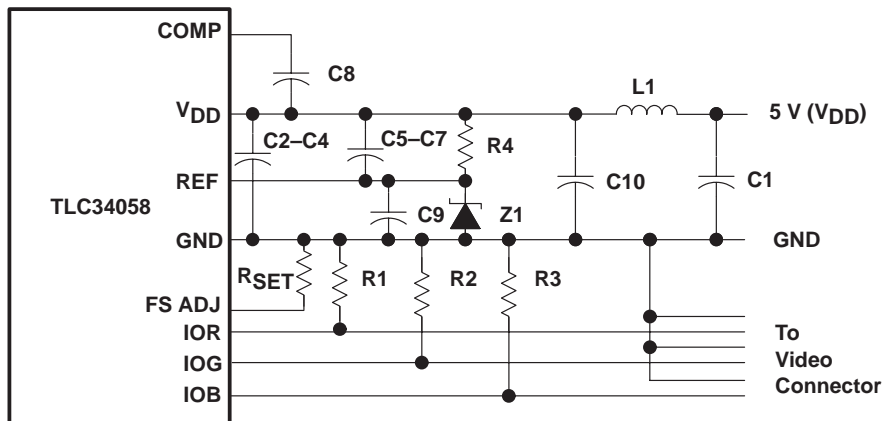 COMP
C8
L1
VDD
5 V (VDD)
C2–C4
C5–C7
R4
REF
C10
C1
TLC34058
C9
Z1
GND
GND
RSET
R1
R2
R3
FS ADJ
IOR
To
IOG
Video
IOB
Connector